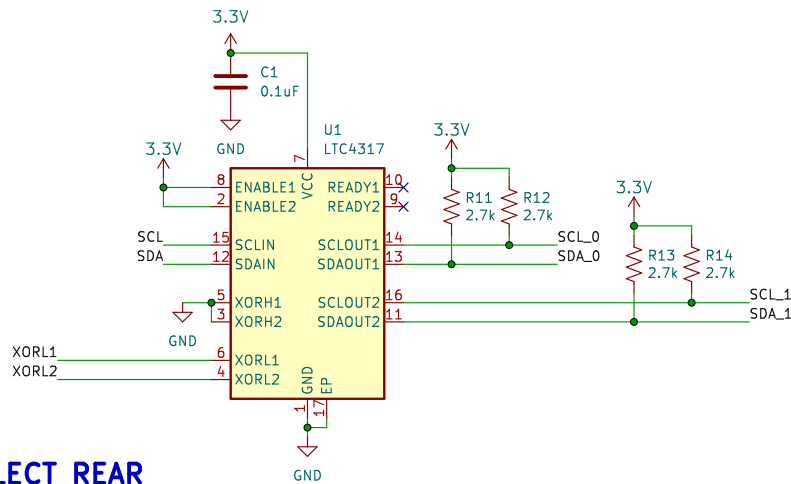 3.3V
C1
0.1uF
GND
U1
LTC4317
3.3V
3.3V
3.3V
7
VCC
8 ENABLE1
2 ENABLE2
READY1 10
READY2 9
R11
2.7k
R12
2.7k
R13
2.7k
R14
2.7k
SCL 15 SCLIN
SDA 12 SDAIN
SCLOUT1 14 SCL_0
SDAOUT1 13 SDA_0
5 XORH1
3 XORH2
GND
SCLOUT2 16 SCL_1
SDAOUT2 11 SDA_1
XORL1 6 XORL1
XORL2 4 XORL2
GND
EP
1
17
GND
LECT REAR